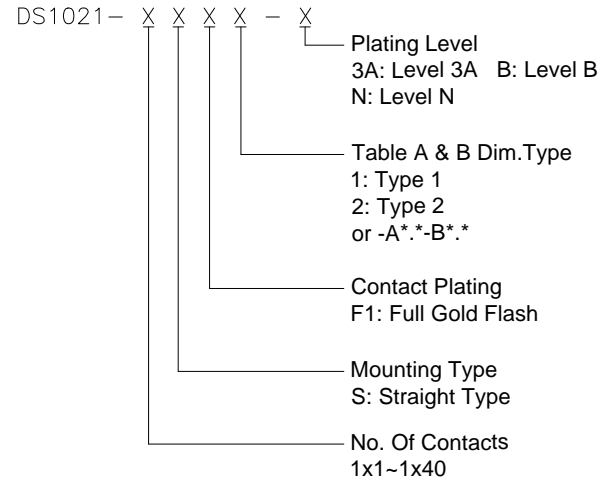 DS1021- X X X X - X
Plating Level
3A: Level 3A B: Level B
N: Level N
Table A & B Dim.Type
1: Type 1
2: Type 2
or -A*.*-B*.*
Contact Plating
F1: Full Gold Flash
Mounting Type
S: Straight Type
No. Of Contacts
1x1~1x40